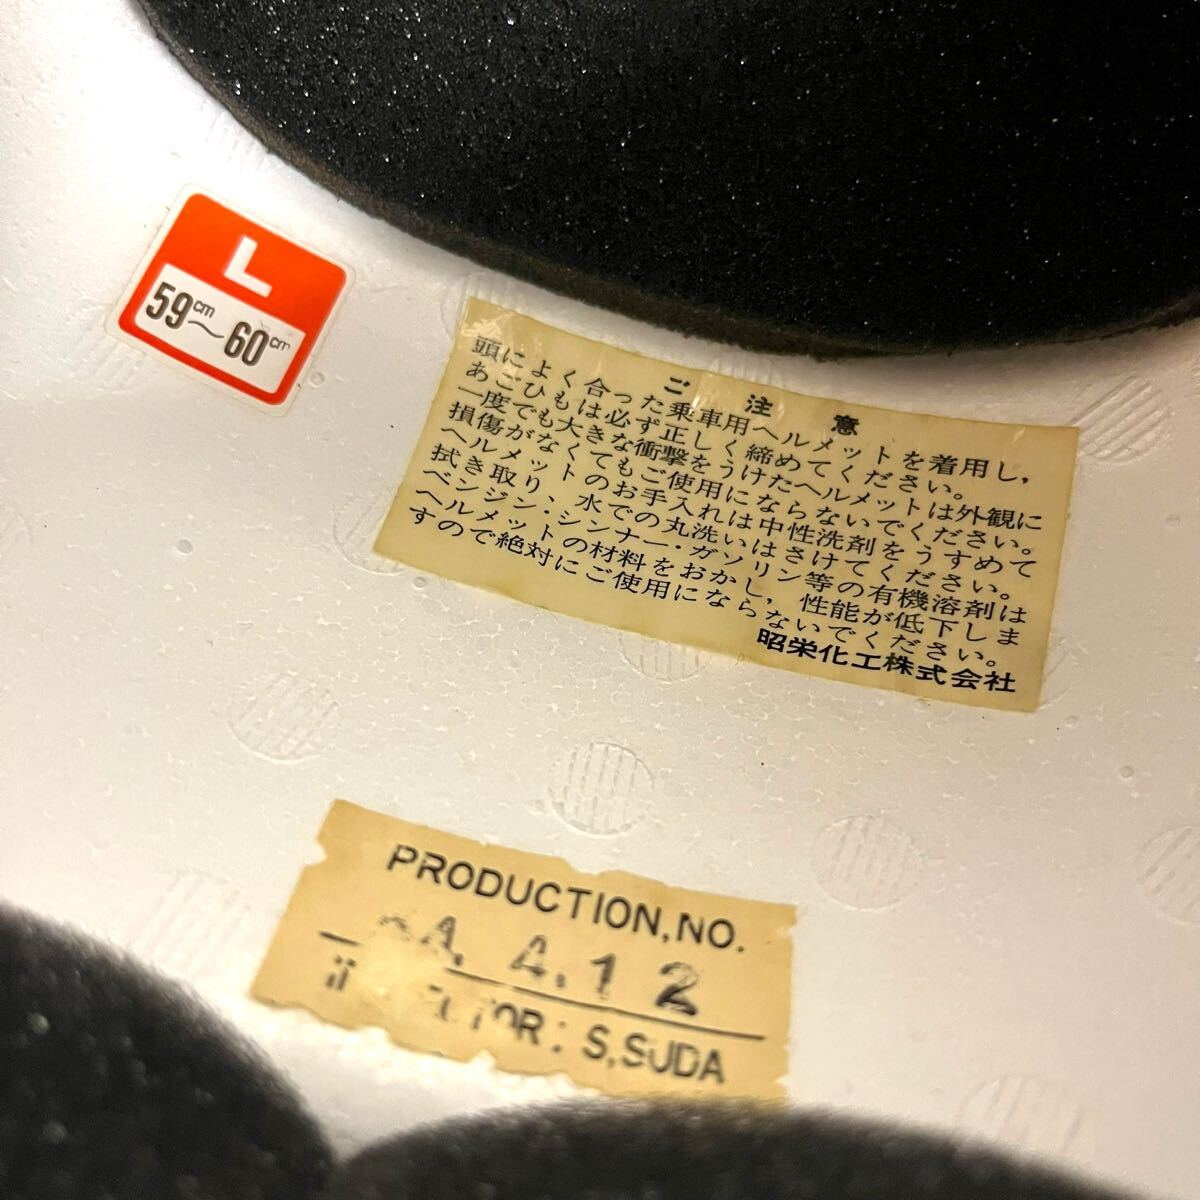 L
59cm~60cm
ご注意
頭によく合った乗車用ヘルメットを着用し,
あごひもは必ず正しく締めてください。
一度でも大きな衝撃をうけたヘルメットは外観に
損傷がなくてもご使用にならないでください。
ヘルメットのお手入れは中性洗剤をうすめて
拭き取り, 水での丸洗いはさけてください。
ベンジン・シンナー・ガソリン等の有機溶剤は
ヘルメットの材料をおかし, 性能が低下しま
すので絶対にご使用にならないでください。
昭栄化工株式会社
PRODUCTION,NO.
4.12
: S,SUDA